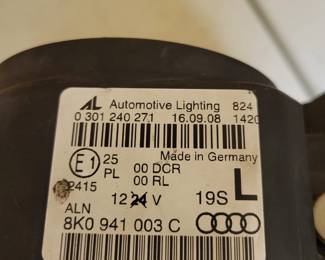 AL Automotive Lighting 824
0 301 240 271 16.09.08 1420
Made in Germany
E1 25 00 DCR
PL 00 RL
2415 L
12 24 V 19S
ALN
8K0 941 003 C